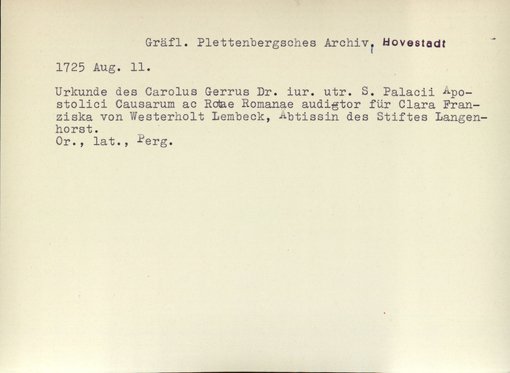 Gräfl. Plettenbergsches Archiv, Hovestadt
1725 Aug. 11.
Urkunde des Carolus Gerrus Dr. iur. utr. S. Palacii Apo-
stolici Causarum ac Rotae Romanae audigtor für Clara Fran-
ziska von Westerholt Lembeck, Äbtissin des Stiftes Langen-
horst.
Or., lat., Perg.